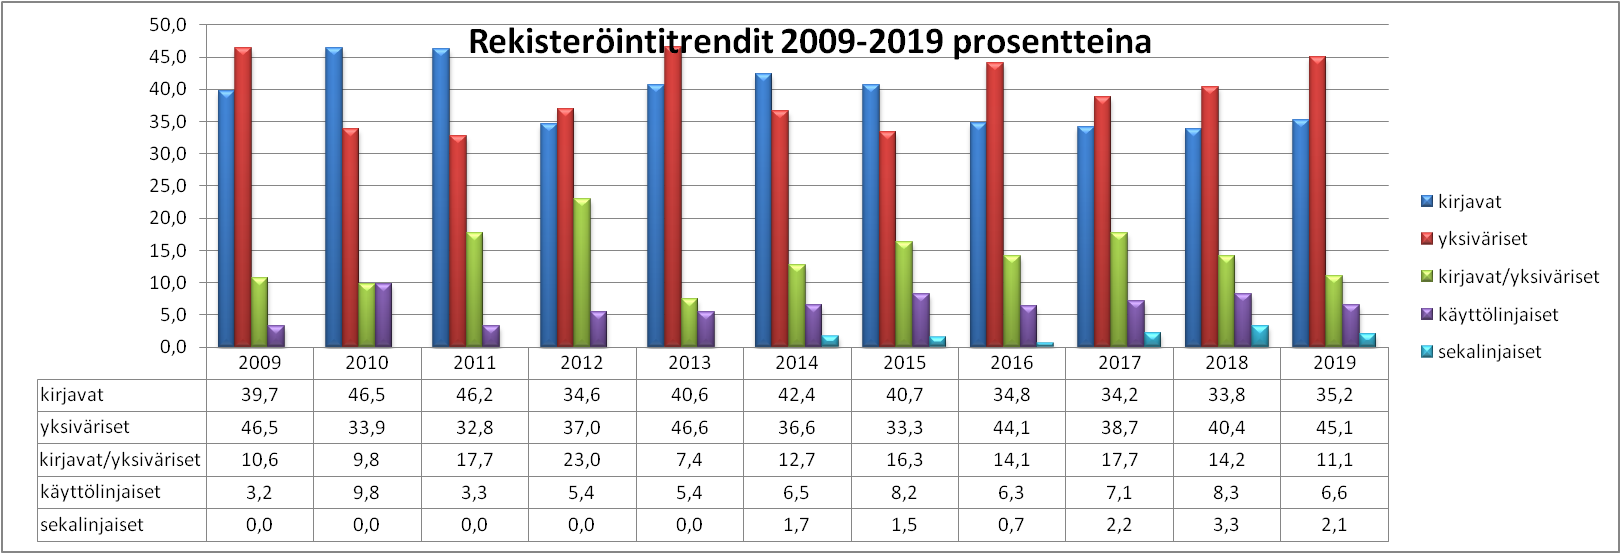 Rekisteröintitrendit 2009-2019 prosentteina
50,0
45,0
40,0
35,0
30,0
25,0
20,0
15,0
10,0
5,0
0,0
kirjavat
yksiväriset
kirjavat/yksiväriset
käyttölinjaiset
sekalinjaiset
2009 2010 2011 2012 2013 2014 2015 2016 2017 2018 2019
kirjavat 39,7 46,5 46,2 34,6 40,6 42,4 40,7 34,8 34,2 33,8 35,2
yksiväriset 46,5 33,9 32,8 37,0 46,6 36,6 33,3 44,1 38,7 40,4 45,1
kirjavat/yksiväriset 10,6 9,8 17,7 23,0 7,4 12,7 16,3 14,1 17,7 14,2 11,1
käyttölinjaiset 3,2 9,8 3,3 5,4 5,4 6,5 8,2 6,3 7,1 8,3 6,6
sekalinjaiset 0,0 0,0 0,0 0,0 0,0 1,7 1,5 0,7 2,2 3,3 2,1